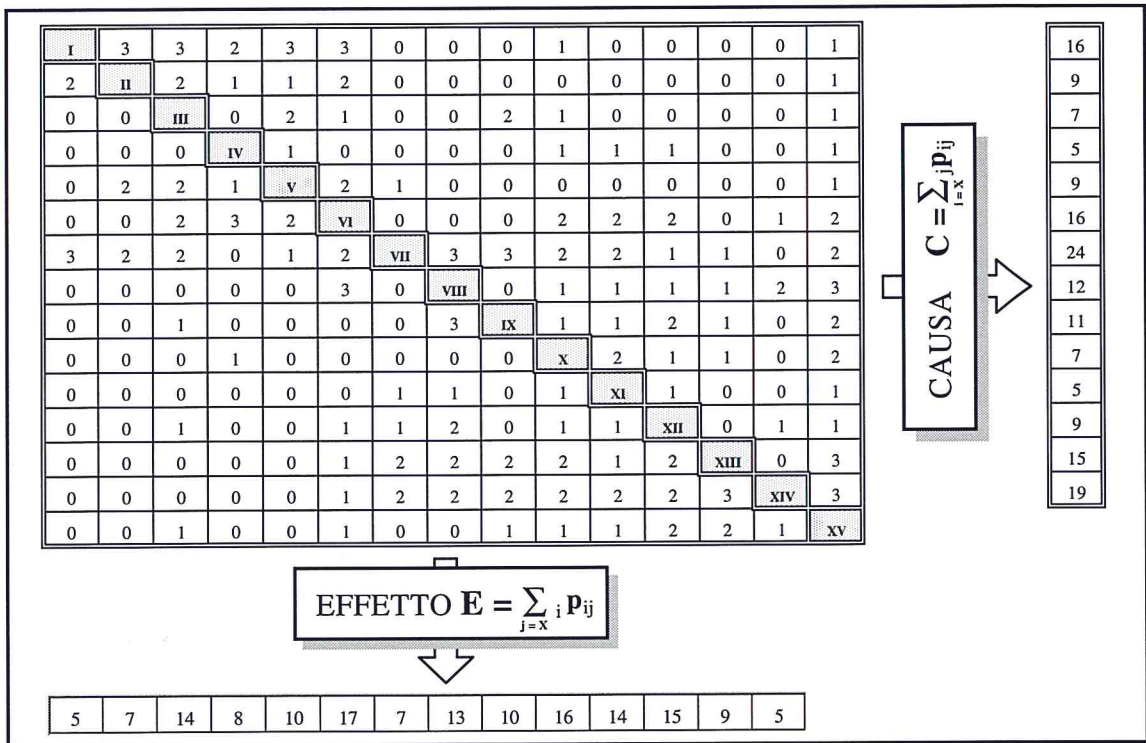 I 3 3 2 3 3 0 0 0 1 0 0 0 0 1 16
2 II 2 1 1 2 0 0 0 0 0 0 0 0 1 9
0 0 III 0 2 1 0 0 2 1 0 0 0 0 1 7
0 0 0 IV 1 0 0 0 0 1 1 1 0 0 1 5
0 2 2 1 V 2 1 0 0 0 0 0 0 0 1 9
0 0 2 3 2 VI 0 0 0 2 2 2 0 1 2 16
3 2 2 0 1 2 VII 3 3 2 2 1 1 0 2 24
0 0 0 0 0 3 0 VIII 0 1 1 1 1 2 3 12
0 0 1 0 0 0 0 3 IX 1 1 2 1 0 2 11
0 0 0 1 0 0 0 0 0 X 2 1 1 0 2 7
0 0 0 0 0 0 1 1 0 1 XI 1 0 0 1 5
0 0 1 0 0 1 1 2 0 1 1 XII 0 1 1 9
0 0 0 0 0 1 2 2 2 2 1 2 XIII 0 3 15
0 0 0 0 0 1 2 2 2 2 2 2 3 XIV 3 19
0 0 1 0 0 1 0 0 1 1 1 2 2 1 XV
CAUSA C = ∑ j pij
i = X
EFFETTO E = ∑ i pij
j = X
5 7 14 8 10 17 7 13 10 16 14 15 9 5